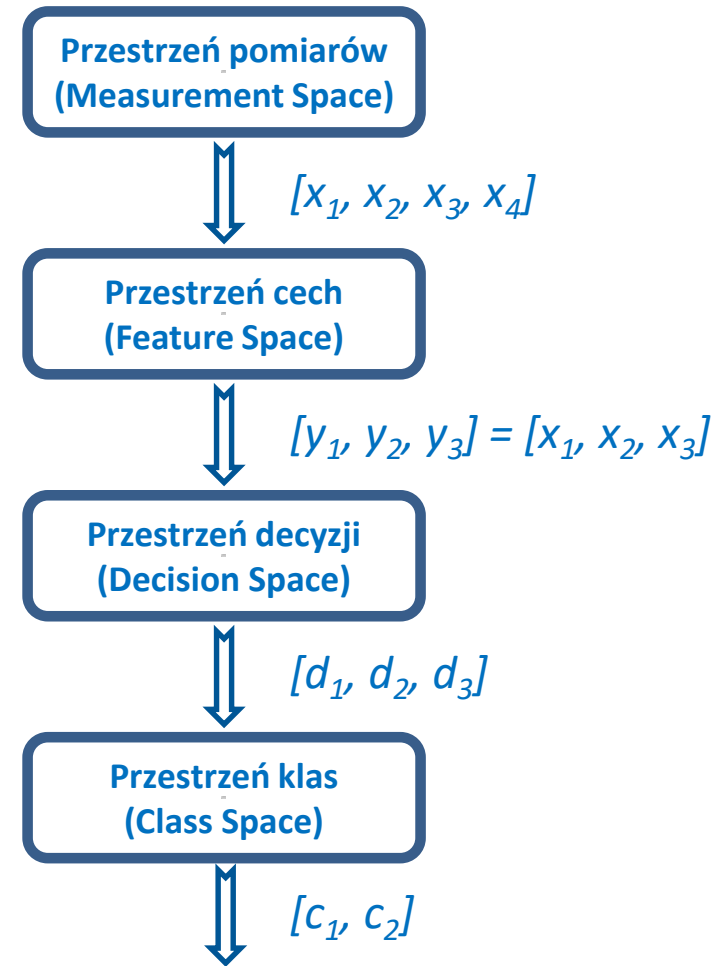 Przestrzeń pomiarów
(Measurement Space)
[x₁, x₂, x₃, x₄]
Przestrzeń cech
(Feature Space)
[y₁, y₂, y₃] = [x₁, x₂, x₃]
Przestrzeń decyzji
(Decision Space)
[d₁, d₂, d₃]
Przestrzeń klas
(Class Space)
[c₁, c₂]